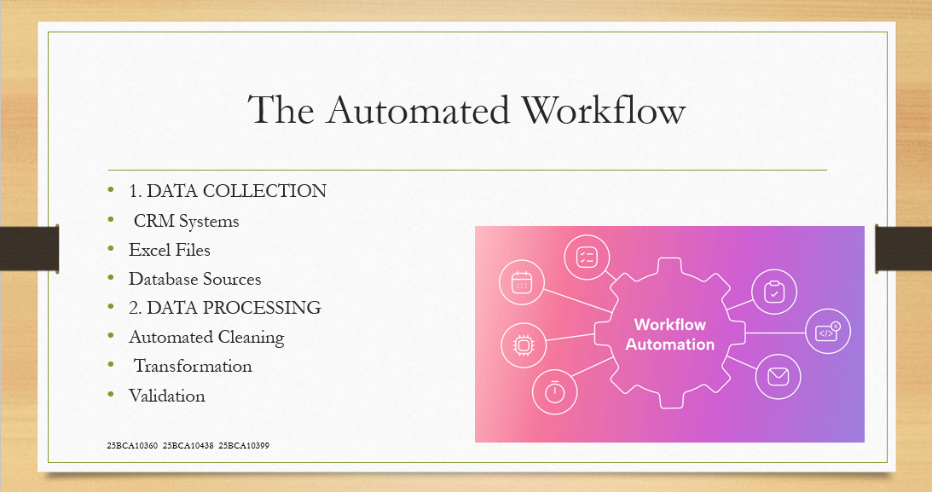 The Automated Workflow
1. DATA COLLECTION
CRM Systems
Excel Files
Database Sources
2. DATA PROCESSING
Automated Cleaning
Transformation
Validation
Workflow
Automation
25BCA10360 25BCA10438 25BCA10399